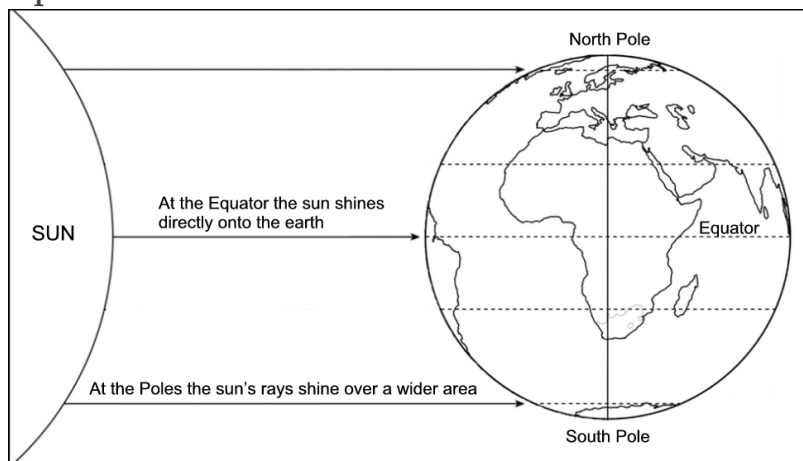 North Pole
At the Equator the sun shines
directly onto the earth
SUN
Equator
At the Poles the sun's rays shine over a wider area
South Pole